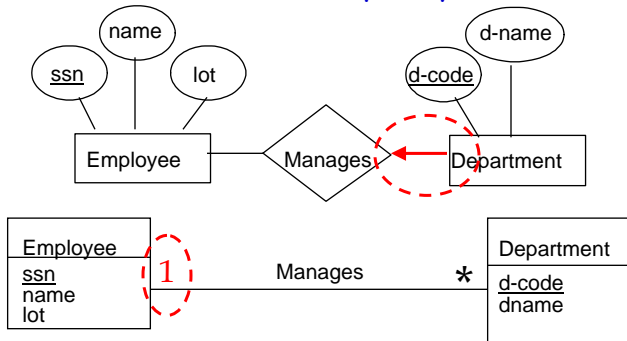 name
d-name
ssn
lot
d-code
Employee
Manages
Department
Employee
ssn
name
lot
1
Manages
*
Department
d-code
dname